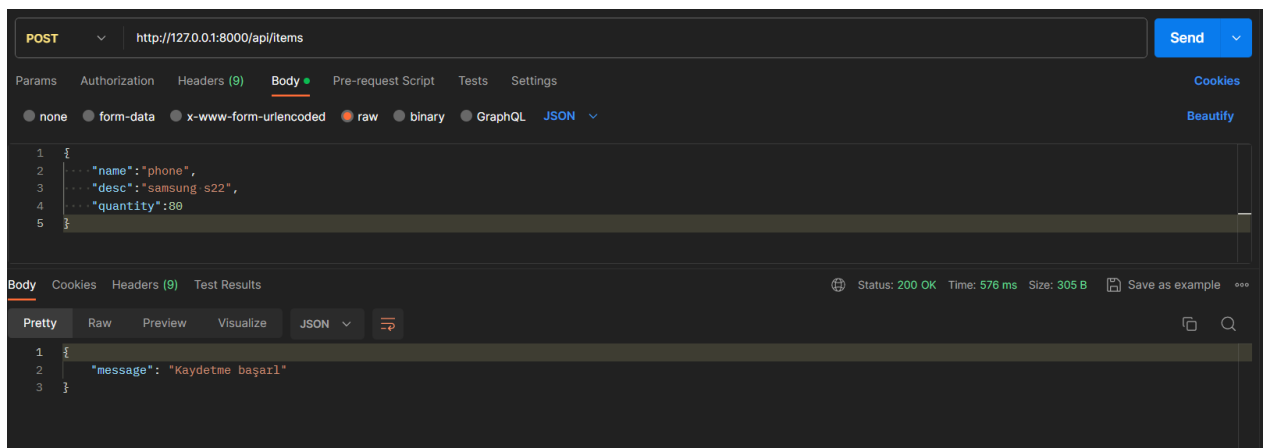 POST http://127.0.0.1:8000/api/items Send
Params Authorization Headers (9) Body Pre-request Script Tests Settings Cookies
none form-data x-www-form-urlencoded raw binary GraphQL JSON Beautify
1 {
2 "name":"phone",
3 "desc":"samsung s22",
4 "quantity":80
5 }
Body Cookies Headers (9) Test Results Status: 200 OK Time: 576 ms Size: 305 B Save as example
Pretty Raw Preview Visualize JSON
1 {
2 "message": "Kaydetme başarl"
3 }